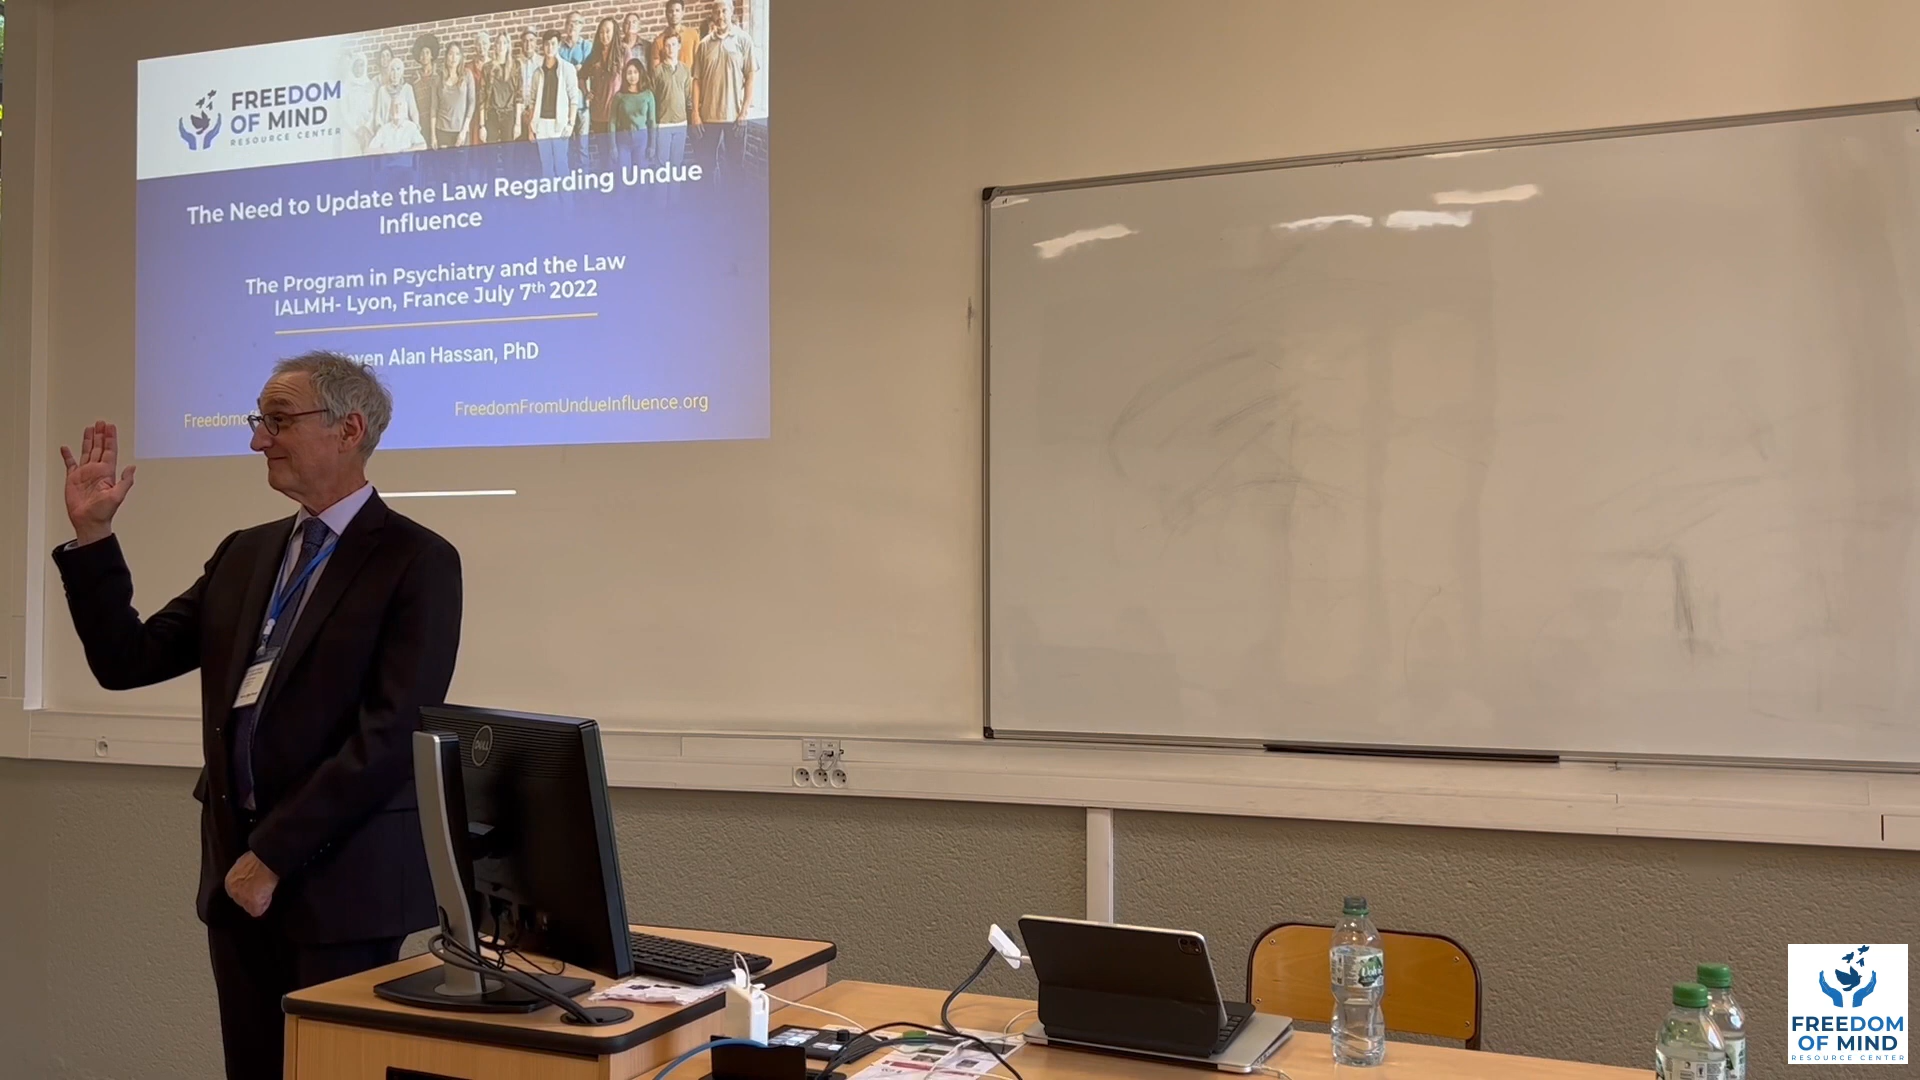 FREEDOM
OF MIND
RESOURCE CENTER
The Need to Update the Law Regarding Undue
Influence
The Program in Psychiatry and the Law
IALMH- Lyon, France July 7th 2022
Alan Hassan, PhD
FreedomFromUndueInfluence.org
DELL
Volvic
FREEDOM
OF MIND
RESOURCE CENTER